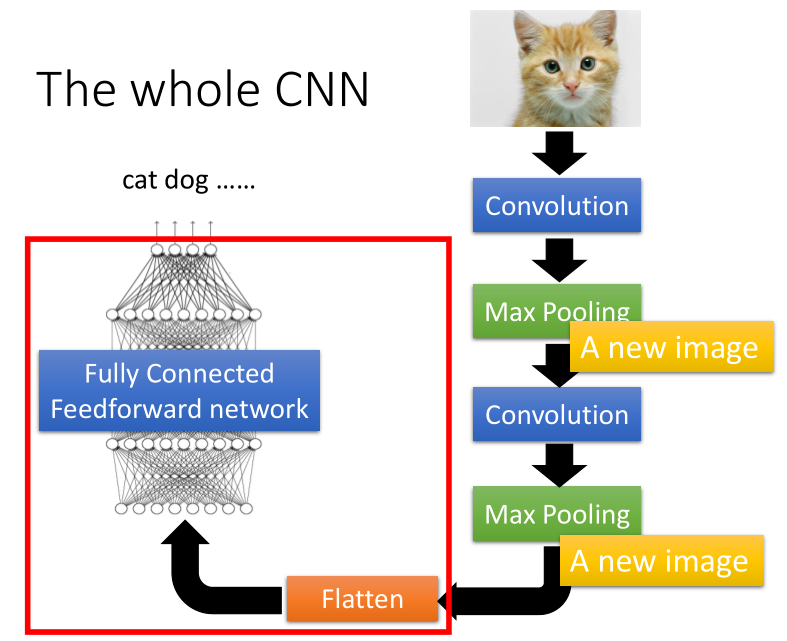 The whole CNN
cat dog ……
Convolution
Max Pooling
A new image
Convolution
Max Pooling
A new image
Flatten
Fully Connected
Feedforward network